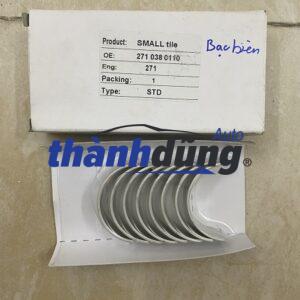 Product: SMALL tile
OE: 271 038 0110
Eng: 271
Packing: 1
Type: STD
Bạc biên
Auto
thànhdũng®